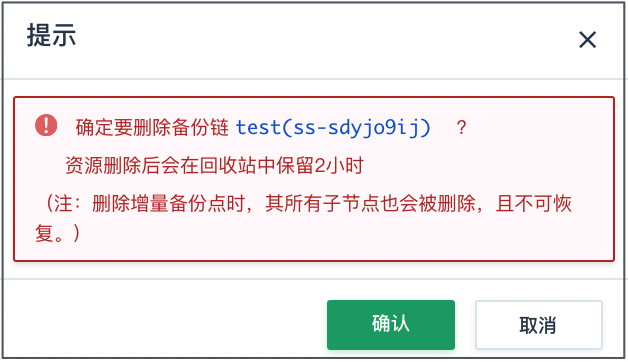 提示
确定要删除备份链 test(ss-sdyjo9ij) ？
资源删除后会在回收站中保留2小时
（注：删除增量备份点时，其所有子节点也会被删除，且不可恢
复。）
确认
取消